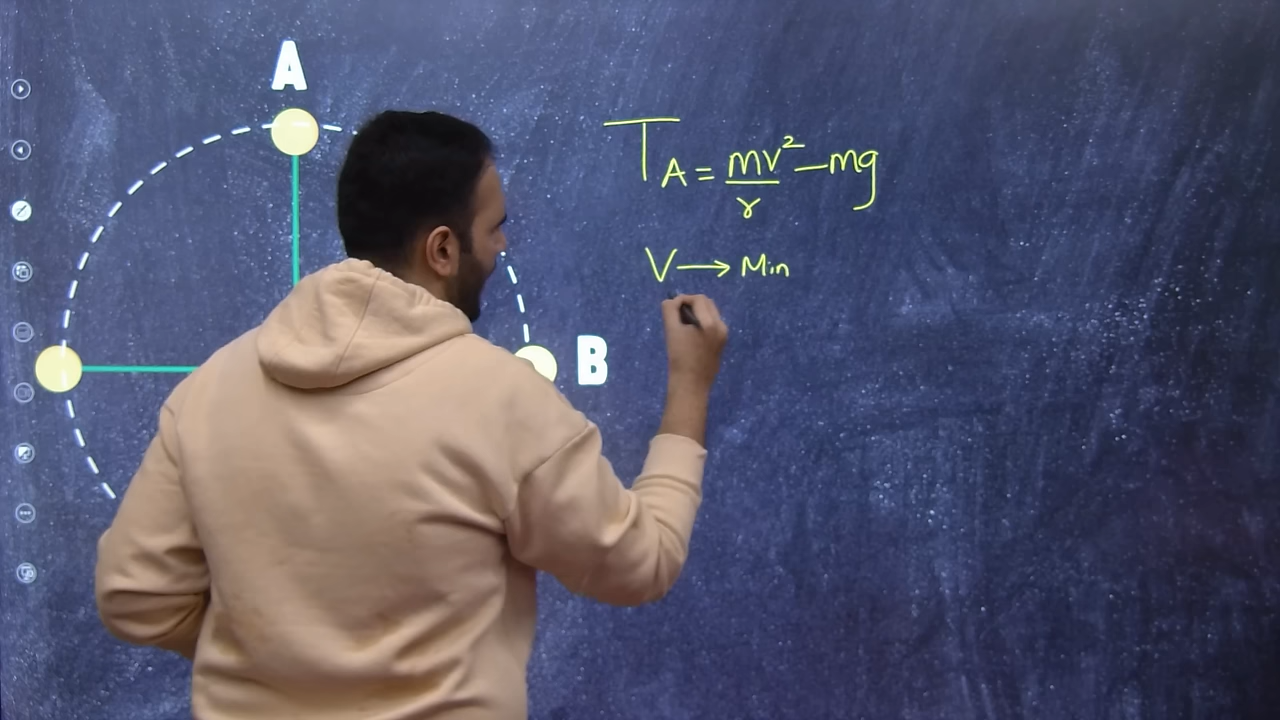 A
T_A = mv²/r - mg
V → Min
B